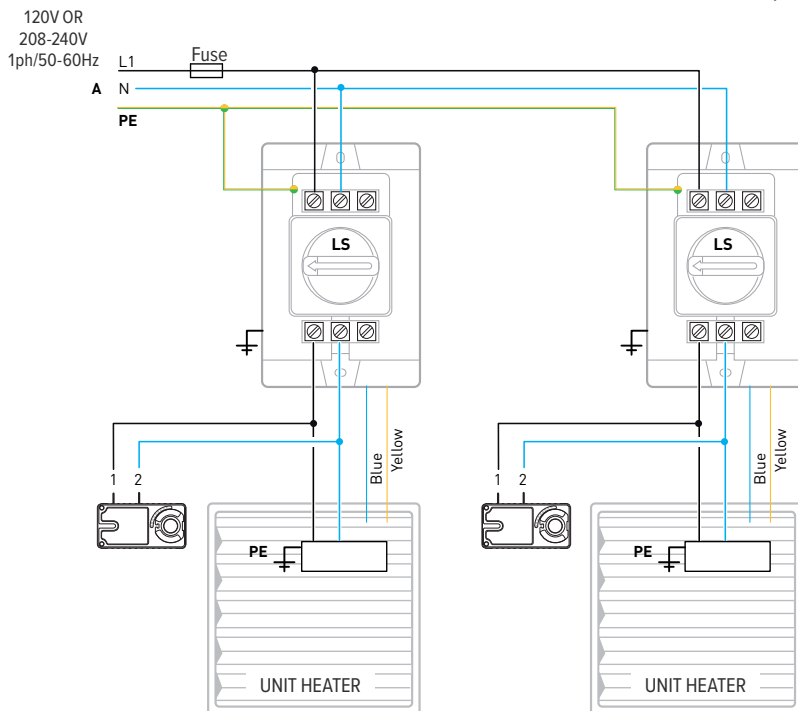 120V OR
208-240V
1ph/50-60Hz
L1
Fuse
A
N
PE
LS
LS
Blue
Yellow
Blue
Yellow
1
2
1
2
PE
PE
UNIT HEATER
UNIT HEATER